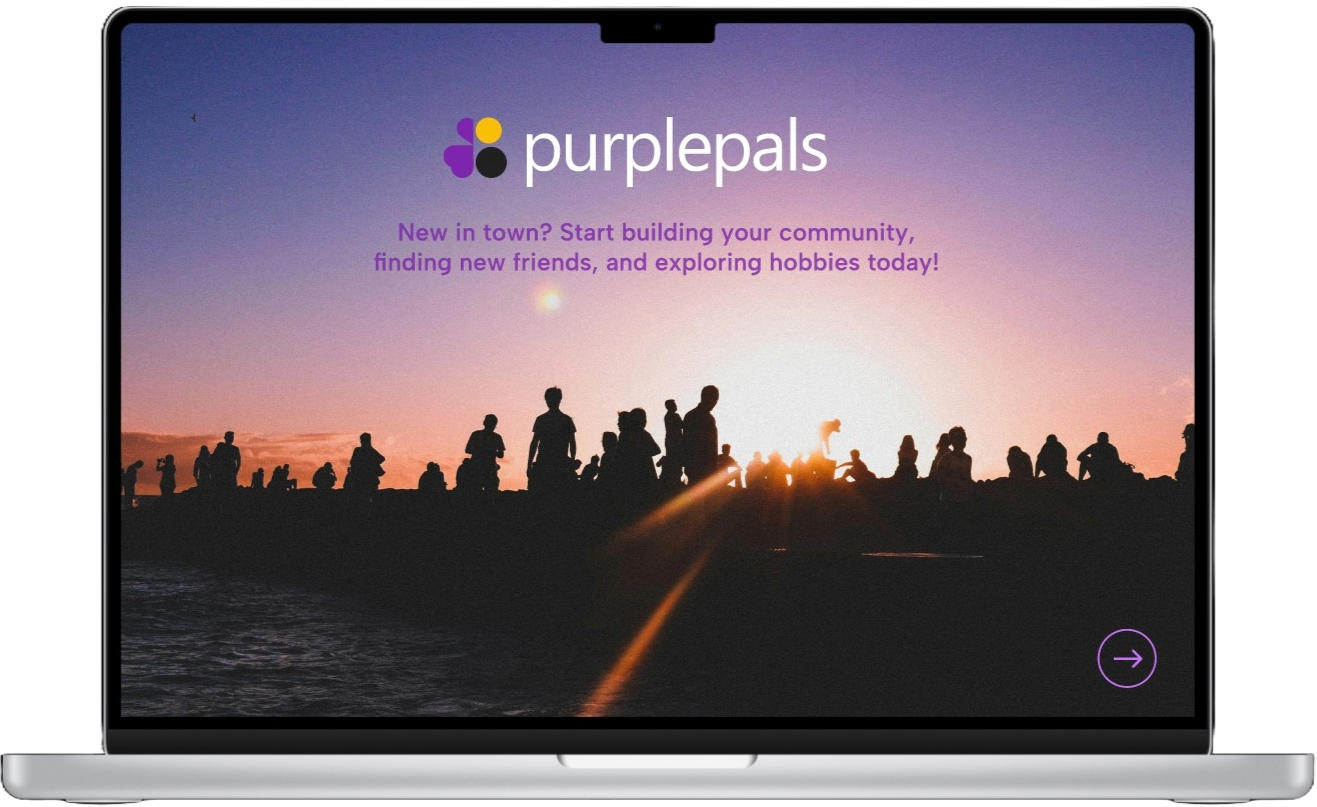 purplepals
New in town? Start building your community,
finding new friends, and exploring hobbies today!